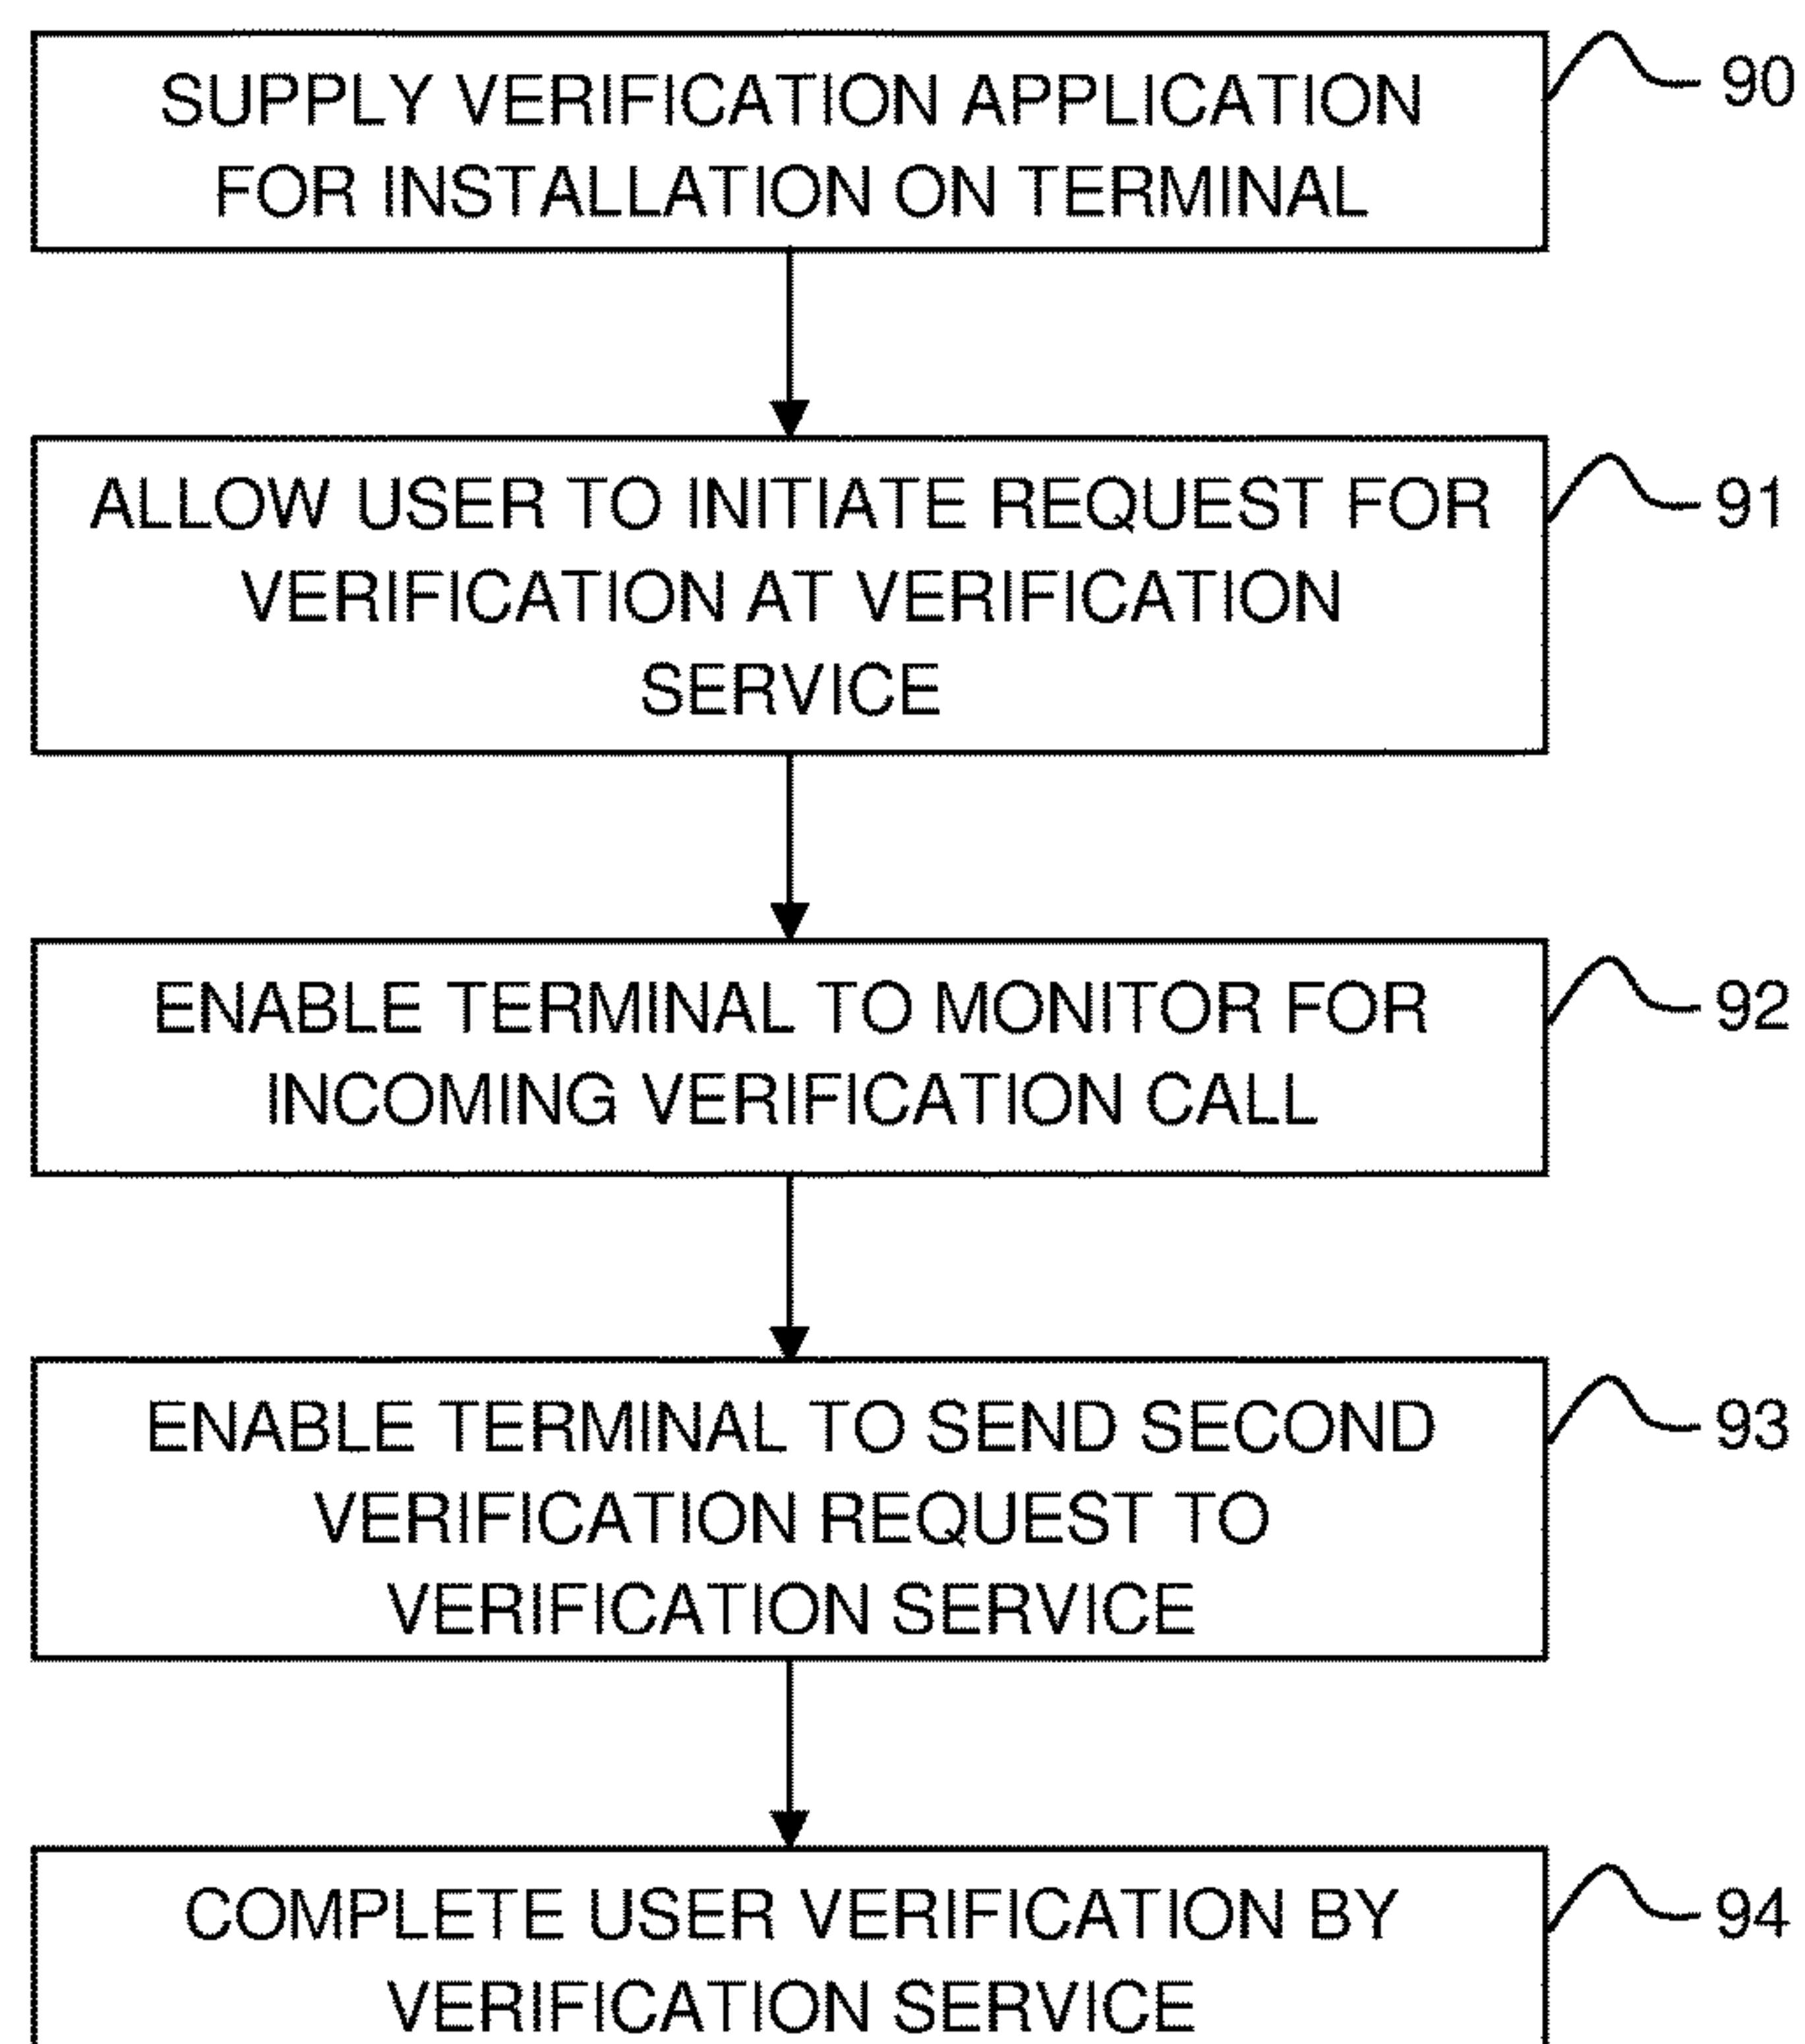 SUPPLY VERIFICATION APPLICATION
FOR INSTALLATION ON TERMINAL
90
ALLOW USER TO INITIATE REQUEST FOR
VERIFICATION AT VERIFICATION
SERVICE
91
ENABLE TERMINAL TO MONITOR FOR
INCOMING VERIFICATION CALL
92
ENABLE TERMINAL TO SEND SECOND
VERIFICATION REQUEST TO
VERIFICATION SERVICE
93
COMPLETE USER VERIFICATION BY
VERIFICATION SERVICE
94